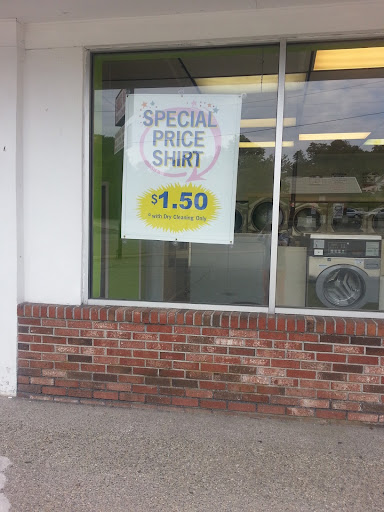 SPECIAL
PRICE
SHIRT
$1.50
*with Dry Cleaning Only